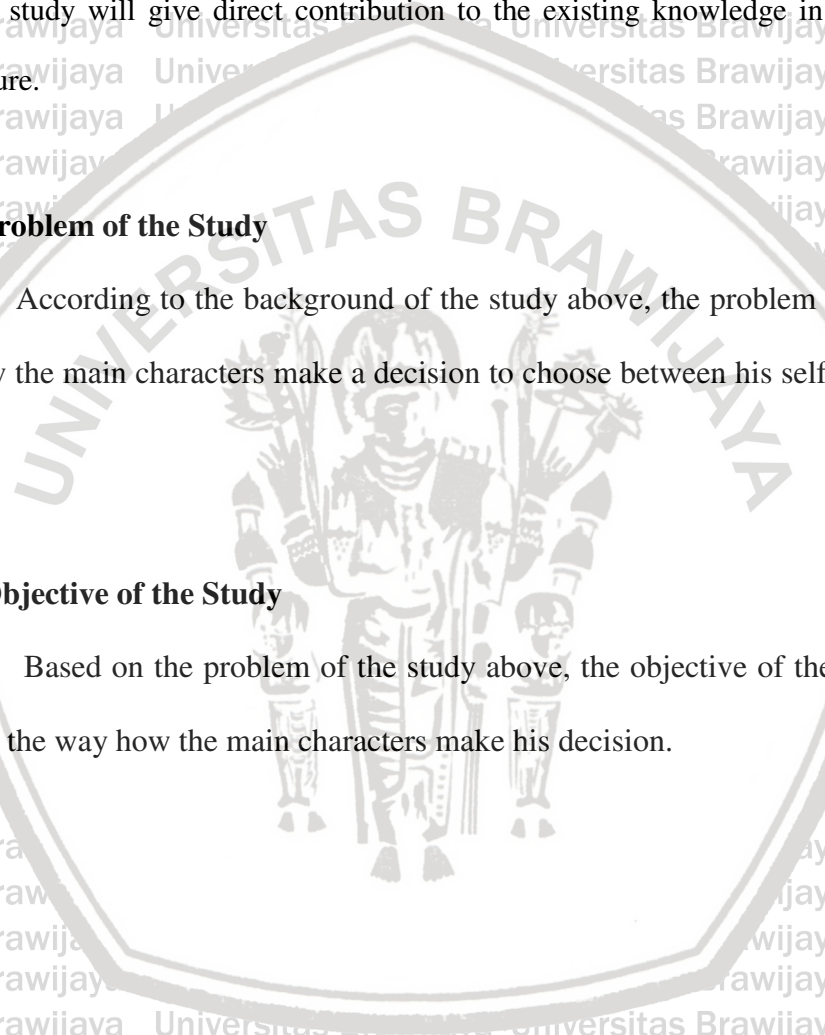 study will give direct contribution to the existing knowledge in
ure.
roblem of the Study
According to the background of the study above, the problem
y the main characters make a decision to choose between his self
bjective of the Study
Based on the problem of the study above, the objective of the
the way how the main characters make his decision.
UNIVERSITAS BRAWIJAYA